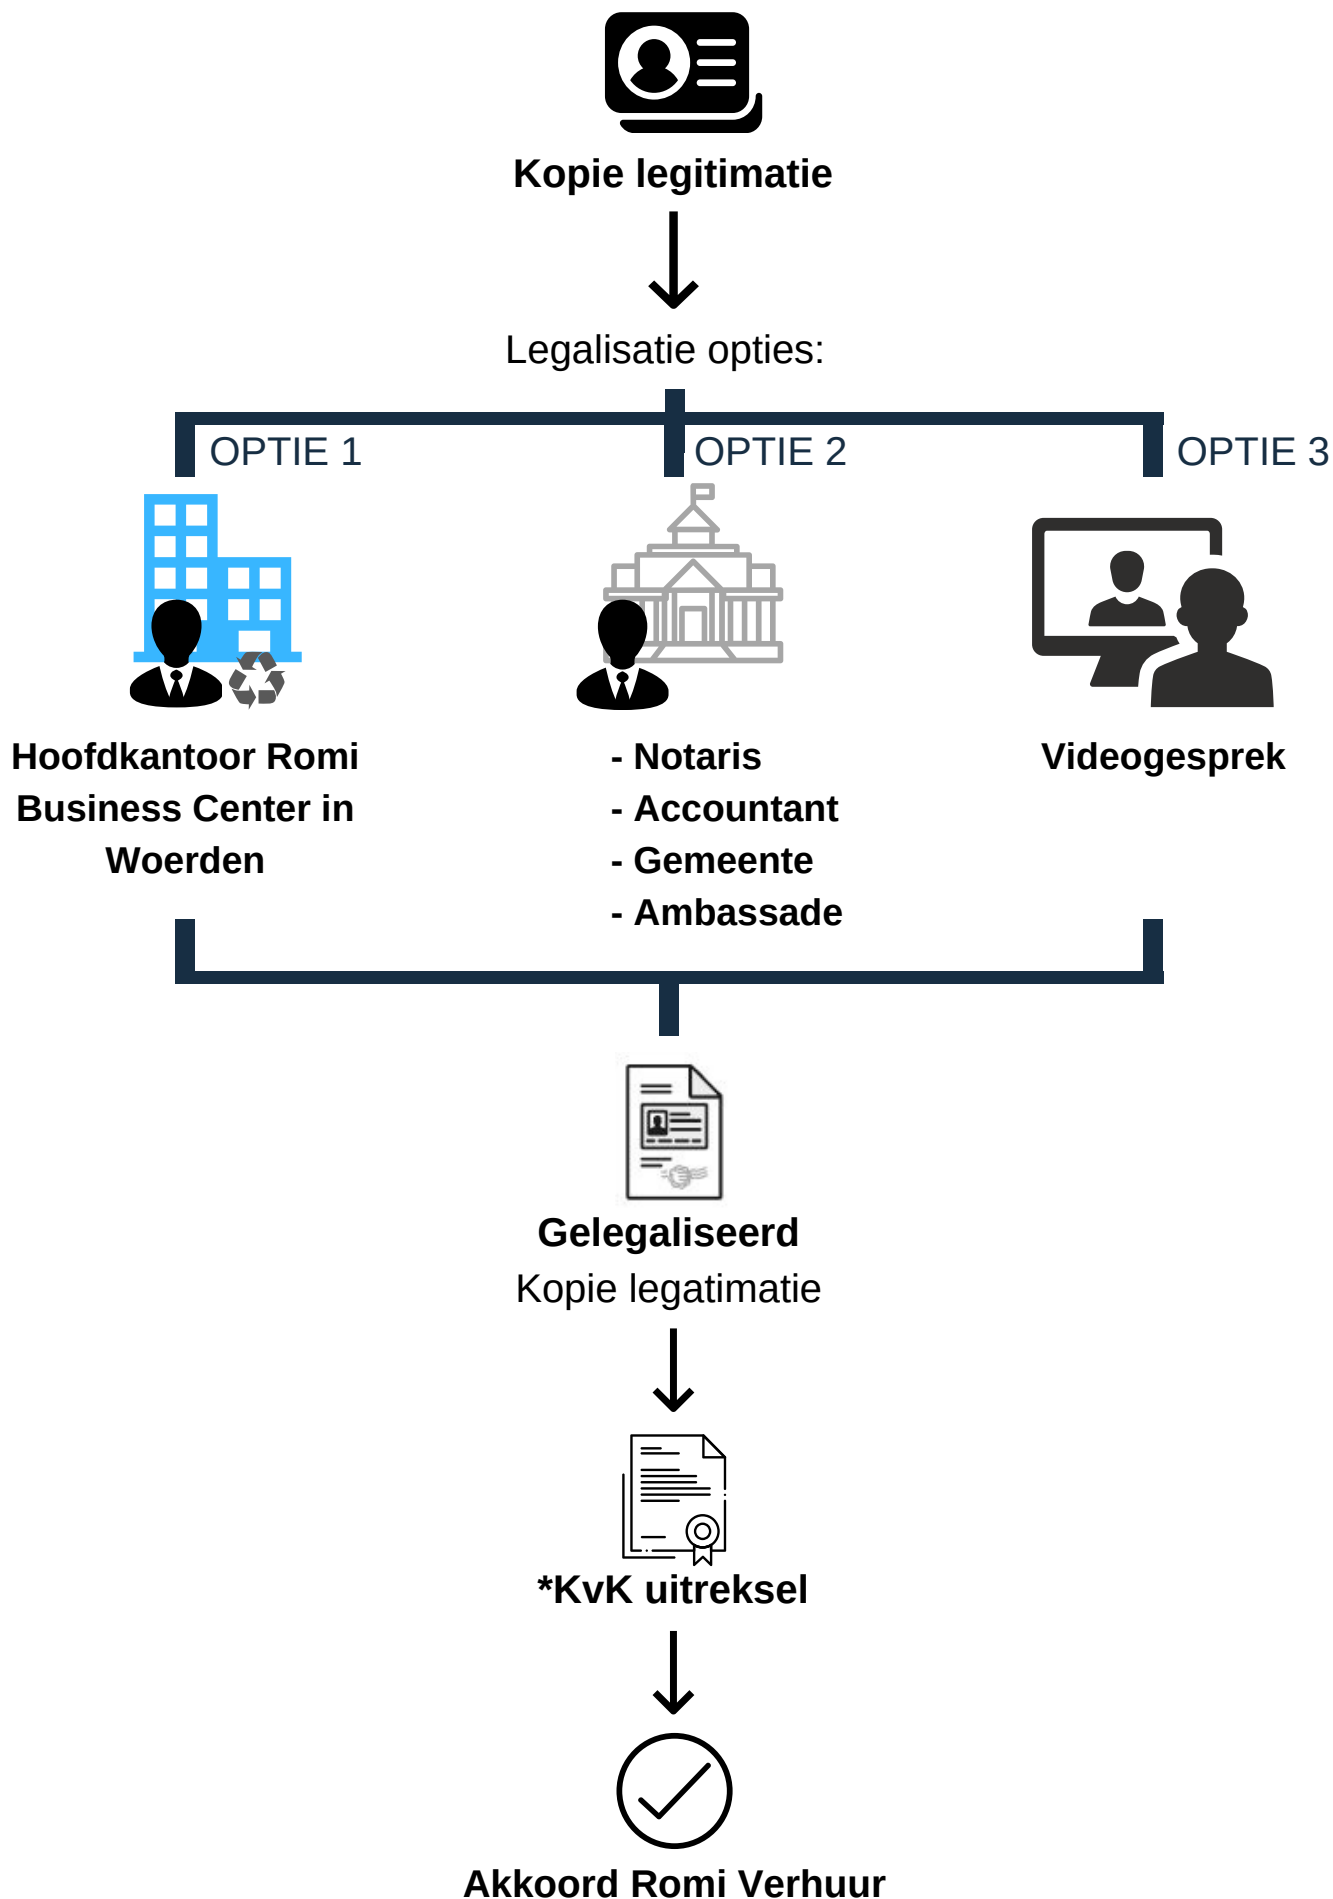 Kopie legitimatie
Legalisatie opties:
OPTIE 1
OPTIE 2
OPTIE 3
Hoofdkantoor Romi
Business Center in
Woerden
- Notaris
- Accountant
- Gemeente
- Ambassade
Videogesprek
Gelegaliseerd
Kopie legatimatie
*KvK uitreksel
Akkoord Romi Verhuur